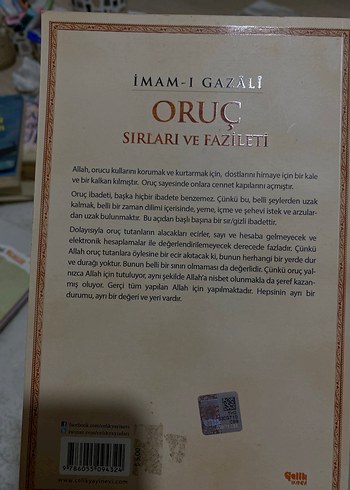 İMAM-I GAZÂLÎ
ORUÇ
SIRLARI VE FAZİLETİ
Allah, orucu kullarını korumak ve kurtarmak için, dostlarını himaye için bir kale
ve bir kalkan kılmıştır. Oruç sayesinde onlara cennet kapılarını açmıştır.
Oruç ibadeti, başka hiçbir ibadete benzemez. Çünkü bu, belli şeylerden uzak
kalmak, belli bir zaman dilimi içerisinde, yeme, içme ve şehevi istek ve arzular-
dan uzak bulunmakta. Bu açıdan başlı başına bir sır/gizli ibadettir.
Dolayısıyla oruç tutanların alacakları ecirler, sayı ve hesaba gelmeyecek ve
elektronik hesaplamalar ile değerlendirilemeyecek derecede fazladır. Çünkü
Allah oruç tutanlara öylesine bir ecir akıtacak ki, bunun herhangi bir yerde dur
ve durağı yoktur. Bunun belli bir sınırı olmaması da değerlidir. Çünkü oruç yal-
nızca Allah için tutuluyor, aynı şekilde Allah'a nisbet olunmakla da şeref kazan-
mış oluyor. Gerçi tüm yapılan Allah için yapılmaktadır. Hepsinin ayrı bir
durumu, ayrı bir değeri ve yeri vardır.
9786055094324
www.celikyayinevi.com
Çelik